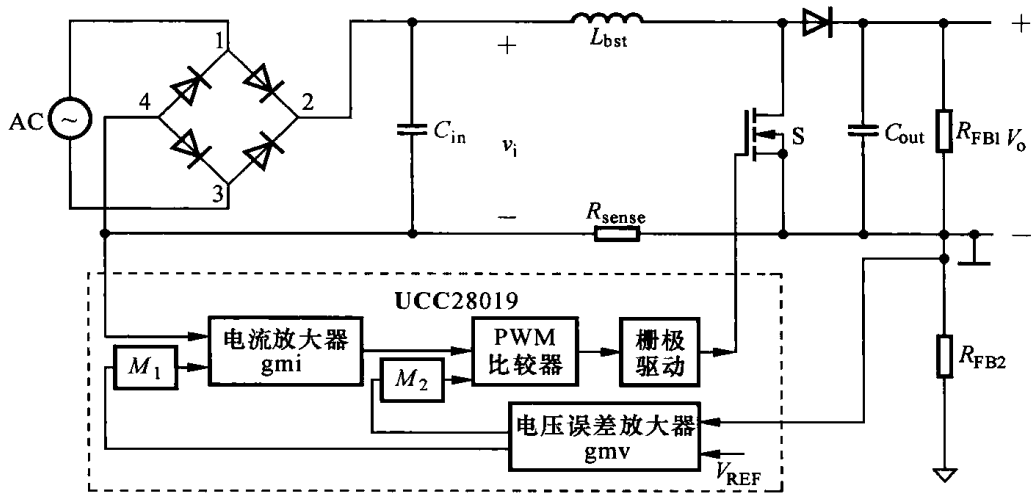 1
AC
~
4
2
3
C_in
+
v_i
−
L_bst
R_sense
S
C_out
R_FB1
+
V_o
−
UCC28019
电流放大器
gmi
M_1
PWM
比较器
M_2
栅极
驱动
电压误差放大器
gmv
V_REF
R_FB2